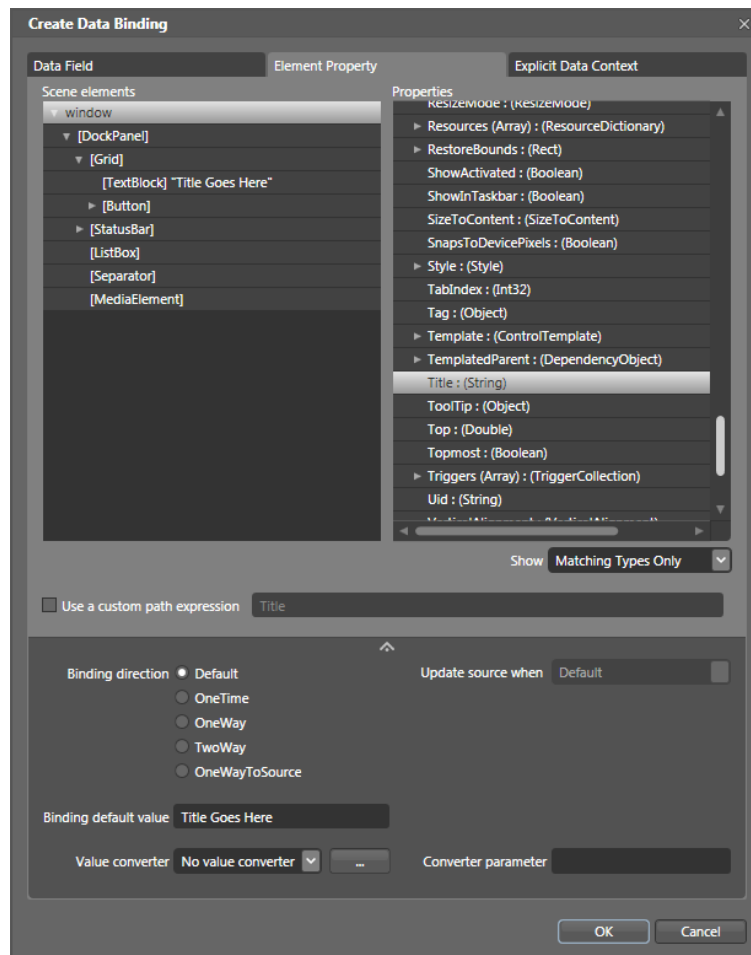 Create Data Binding
Data Field
Element Property
Explicit Data Context
Scene elements
window
[DockPanel]
[Grid]
[TextBlock] "Title Goes Here"
[Button]
[StatusBar]
[ListBox]
[Separator]
[MediaElement]
Properties
ResizeMode : (ResizeMode)
Resources (Array) : (ResourceDictionary)
RestoreBounds : (Rect)
ShowActivated : (Boolean)
ShowInTaskbar : (Boolean)
SizeToContent : (SizeToContent)
SnapsToDevicePixels : (Boolean)
Style : (Style)
TabIndex : (Int32)
Tag : (Object)
Template : (ControlTemplate)
TemplatedParent : (DependencyObject)
Title : (String)
ToolTip : (Object)
Top : (Double)
Topmost : (Boolean)
Triggers (Array) : (TriggerCollection)
Uid : (String)
VerticalAlignment : (VerticalAlignment)
Show Matching Types Only
Use a custom path expression Title
Binding direction Default
OneTime
OneWay
TwoWay
OneWayToSource
Update source when Default
Binding default value Title Goes Here
Value converter No value converter ...
Converter parameter
OK
Cancel